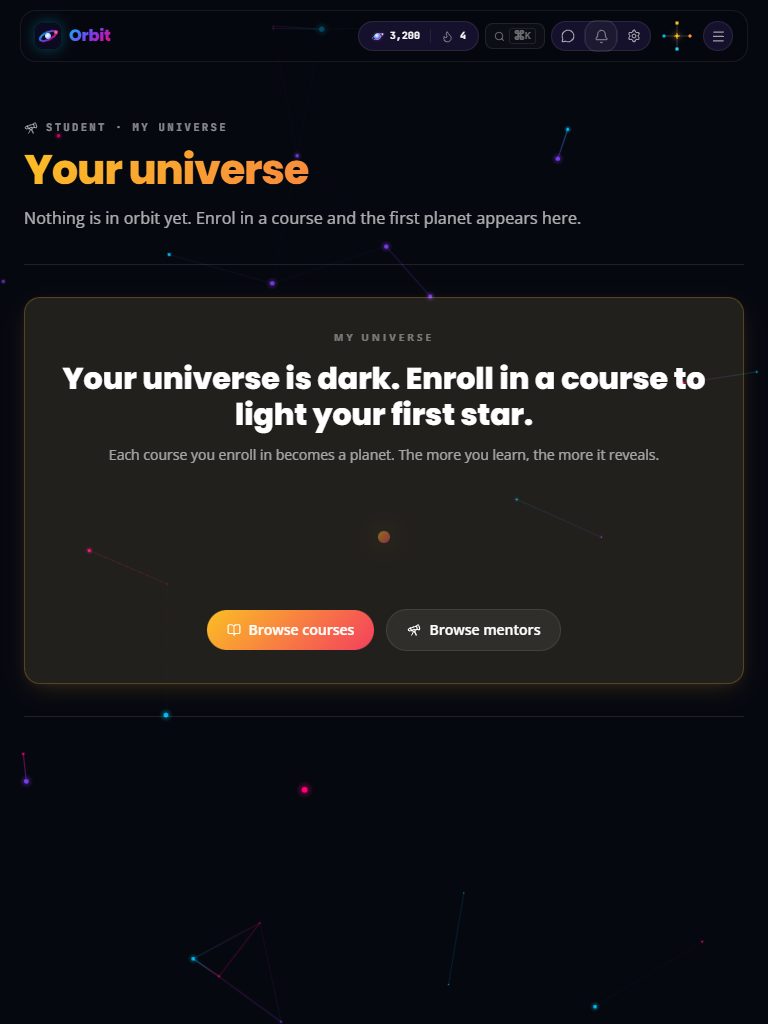 Orbit
3,200 4 ⌘K
STUDENT · MY UNIVERSE
Your universe
Nothing is in orbit yet. Enrol in a course and the first planet appears here.
MY UNIVERSE
Your universe is dark. Enroll in a course to
light your first star.
Each course you enroll in becomes a planet. The more you learn, the more it reveals.
Browse courses
Browse mentors